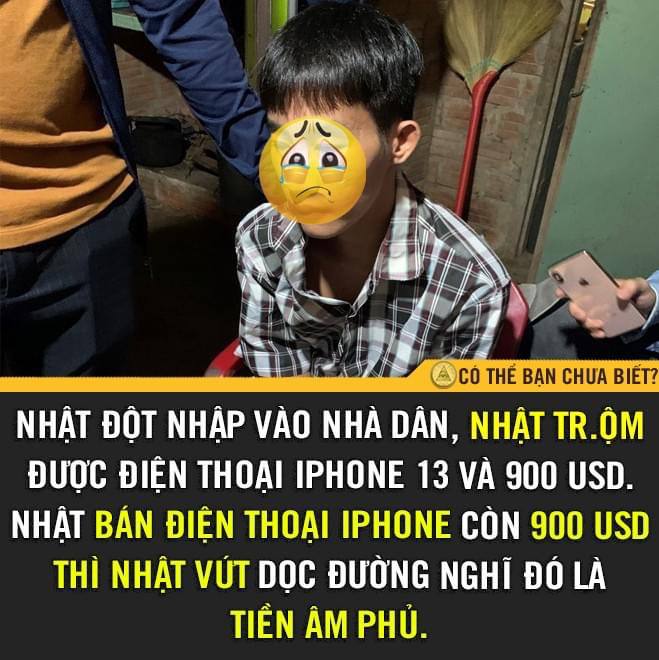 CÓ THỂ BẠN CHƯA BIẾT?
NHẬT ĐỘT NHẬP VÀO NHÀ DÂN, NHẬT TR.ỘM
ĐƯỢC ĐIỆN THOẠI IPHONE 13 VÀ 900 USD.
NHẬT BÁN ĐIỆN THOẠI IPHONE CÒN 900 USD
THÌ NHẬT VỨT DỌC ĐƯỜNG NGHĨ ĐÓ LÀ
TIỀN ÂM PHỦ.